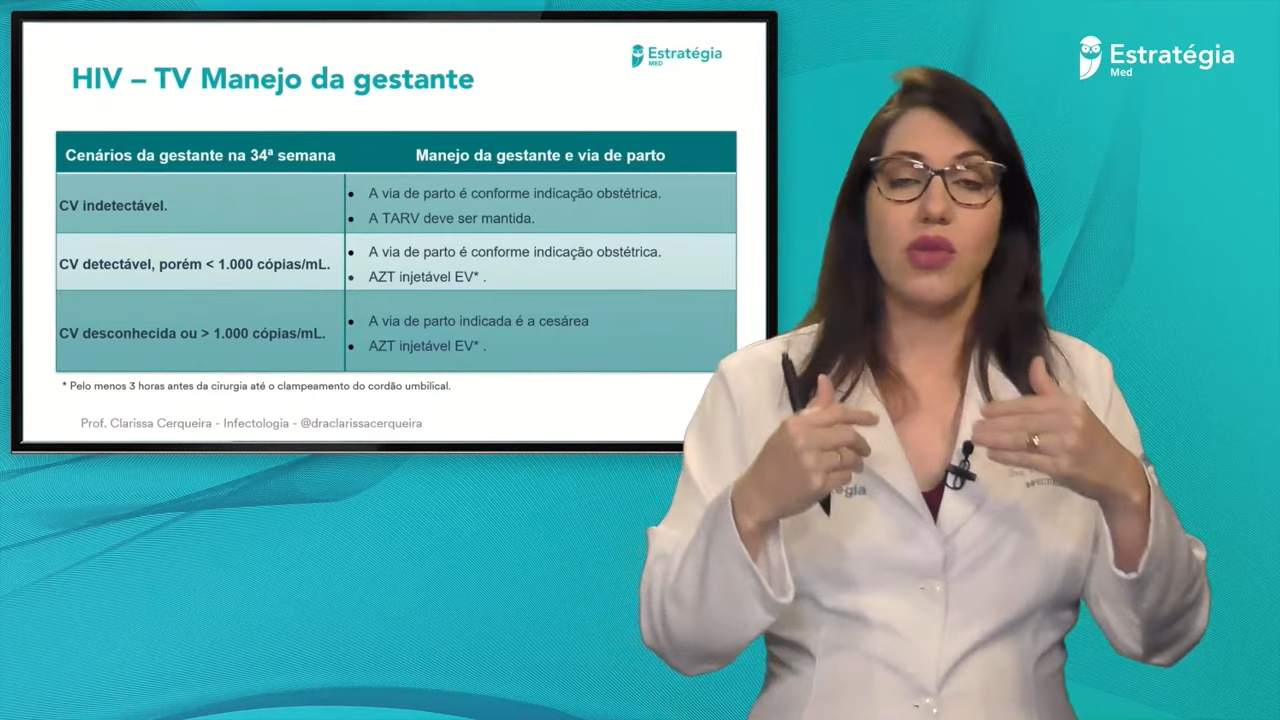 HIV – TV Manejo da gestante
Estratégia
MED
Cenários da gestante na 34ª semana
Manejo da gestante e via de parto
CV indetectável.
• A via de parto é conforme indicação obstétrica.
• A TARV deve ser mantida.
CV detectável, porém < 1.000 cópias/mL.
• A via de parto é conforme indicação obstétrica.
• AZT injetável EV* .
CV desconhecida ou > 1.000 cópias/mL.
• A via de parto indicada é a cesárea
• AZT injetável EV* .
* Pelo menos 3 horas antes da cirurgia até o clampeamento do cordão umbilical.
Prof. Clarissa Cerqueira - Infectologia - @draclarissacerqueira
Estratégia
Med